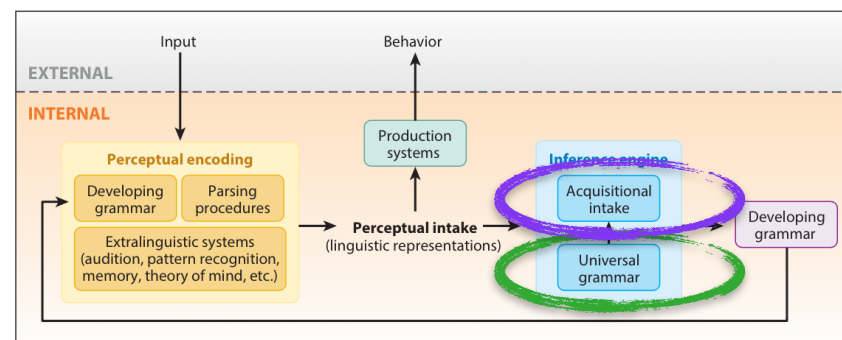 Input
Behavior
EXTERNAL
INTERNAL
Production
systems
Perceptual encoding
Inference engine
Developing
grammar
Parsing
procedures
Acquisitional
intake
Extralinguistic systems
(audition, pattern recognition,
memory, theory of mind, etc.)
Perceptual intake
(linguistic representations)
Developing
grammar
Universal
grammar